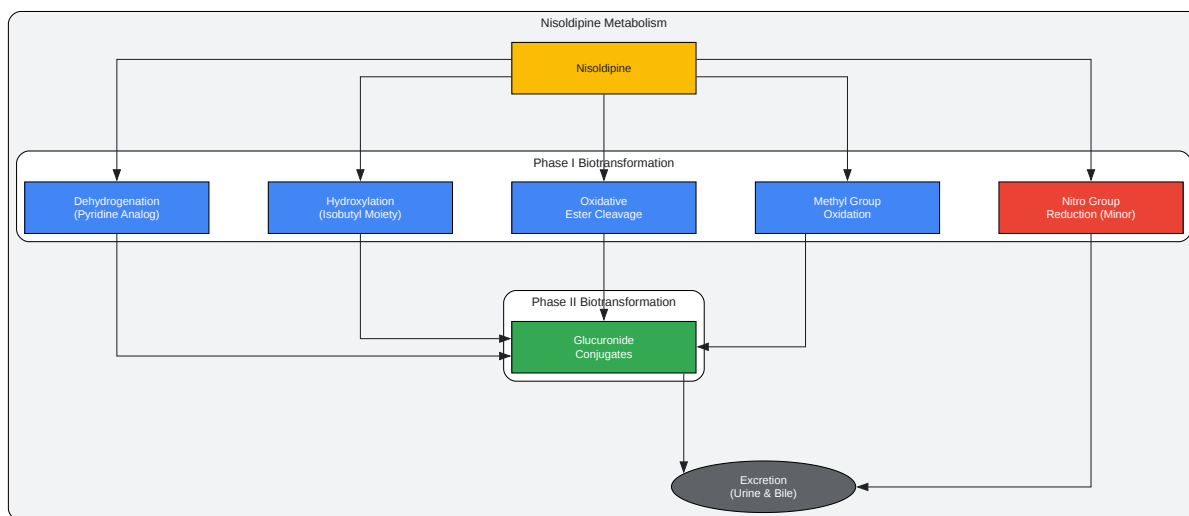 Nisoldipine Metabolism
Nisoldipine
Phase I Biotransformation
Dehydrogenation
(Pyridine Analog)
Hydroxylation
(Isobutyl Moiety)
Oxidative
Ester Cleavage
Methyl Group
Oxidation
Nitro Group
Reduction (Minor)
Phase II Biotransformation
Glucuronide
Conjugates
Excretion
(Urine & Bile)